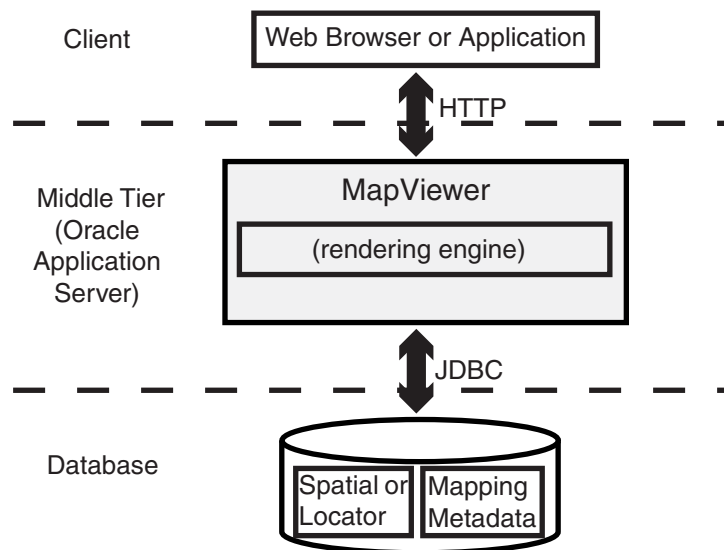 Client
Web Browser or Application
HTTP
Middle Tier
(Oracle
Application
Server)
MapViewer
(rendering engine)
JDBC
Database
Spatial or
Locator
Mapping
Metadata